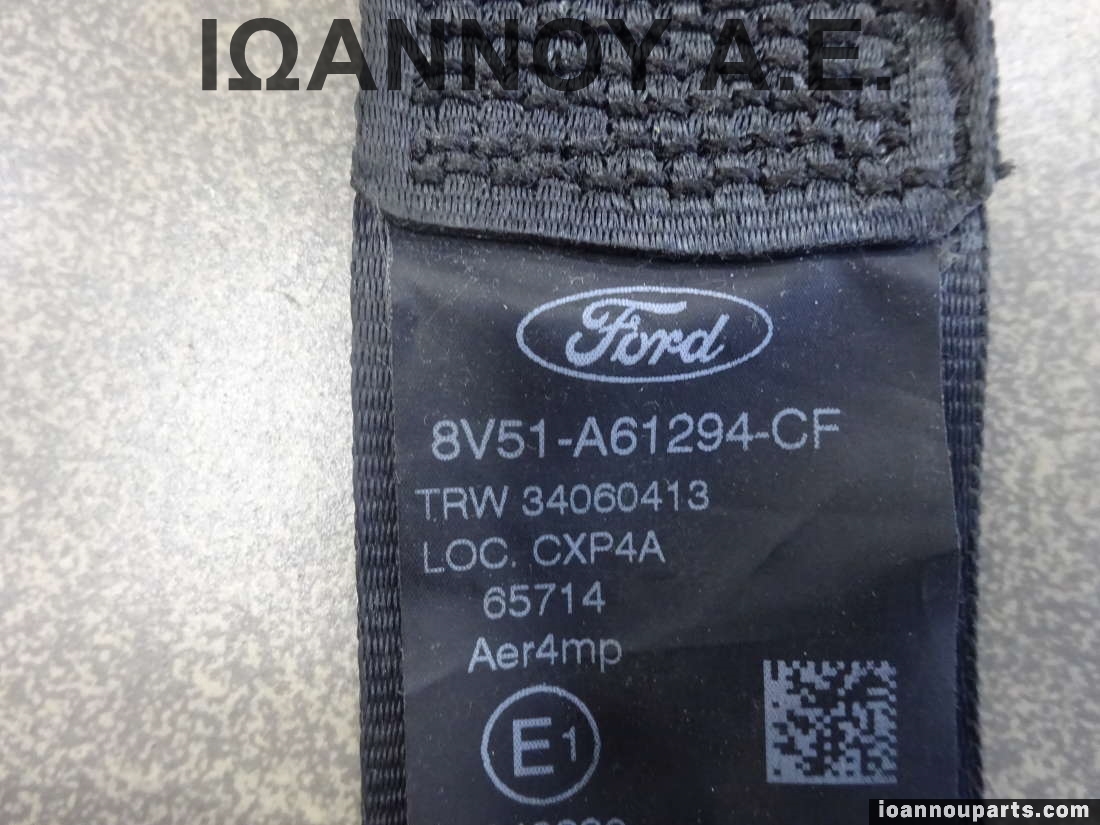 ΙΩΑΝΝΟΥ Α.Ε.
Ford
8V51-A61294-CF
TRW 34060413
LOC. CXP4A
65714
Aer4mp
E1
ioannouparts.com